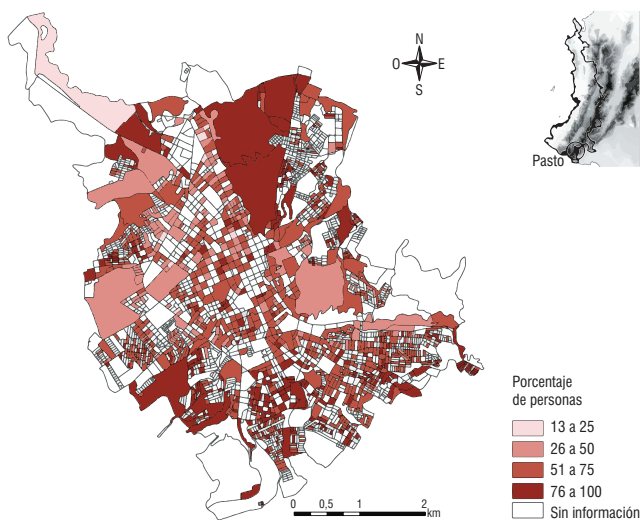 N
O E
S
Pasto
Porcentaje
de personas
13 a 25
26 a 50
51 a 75
76 a 100
Sin información
0 0,5 1 2
km